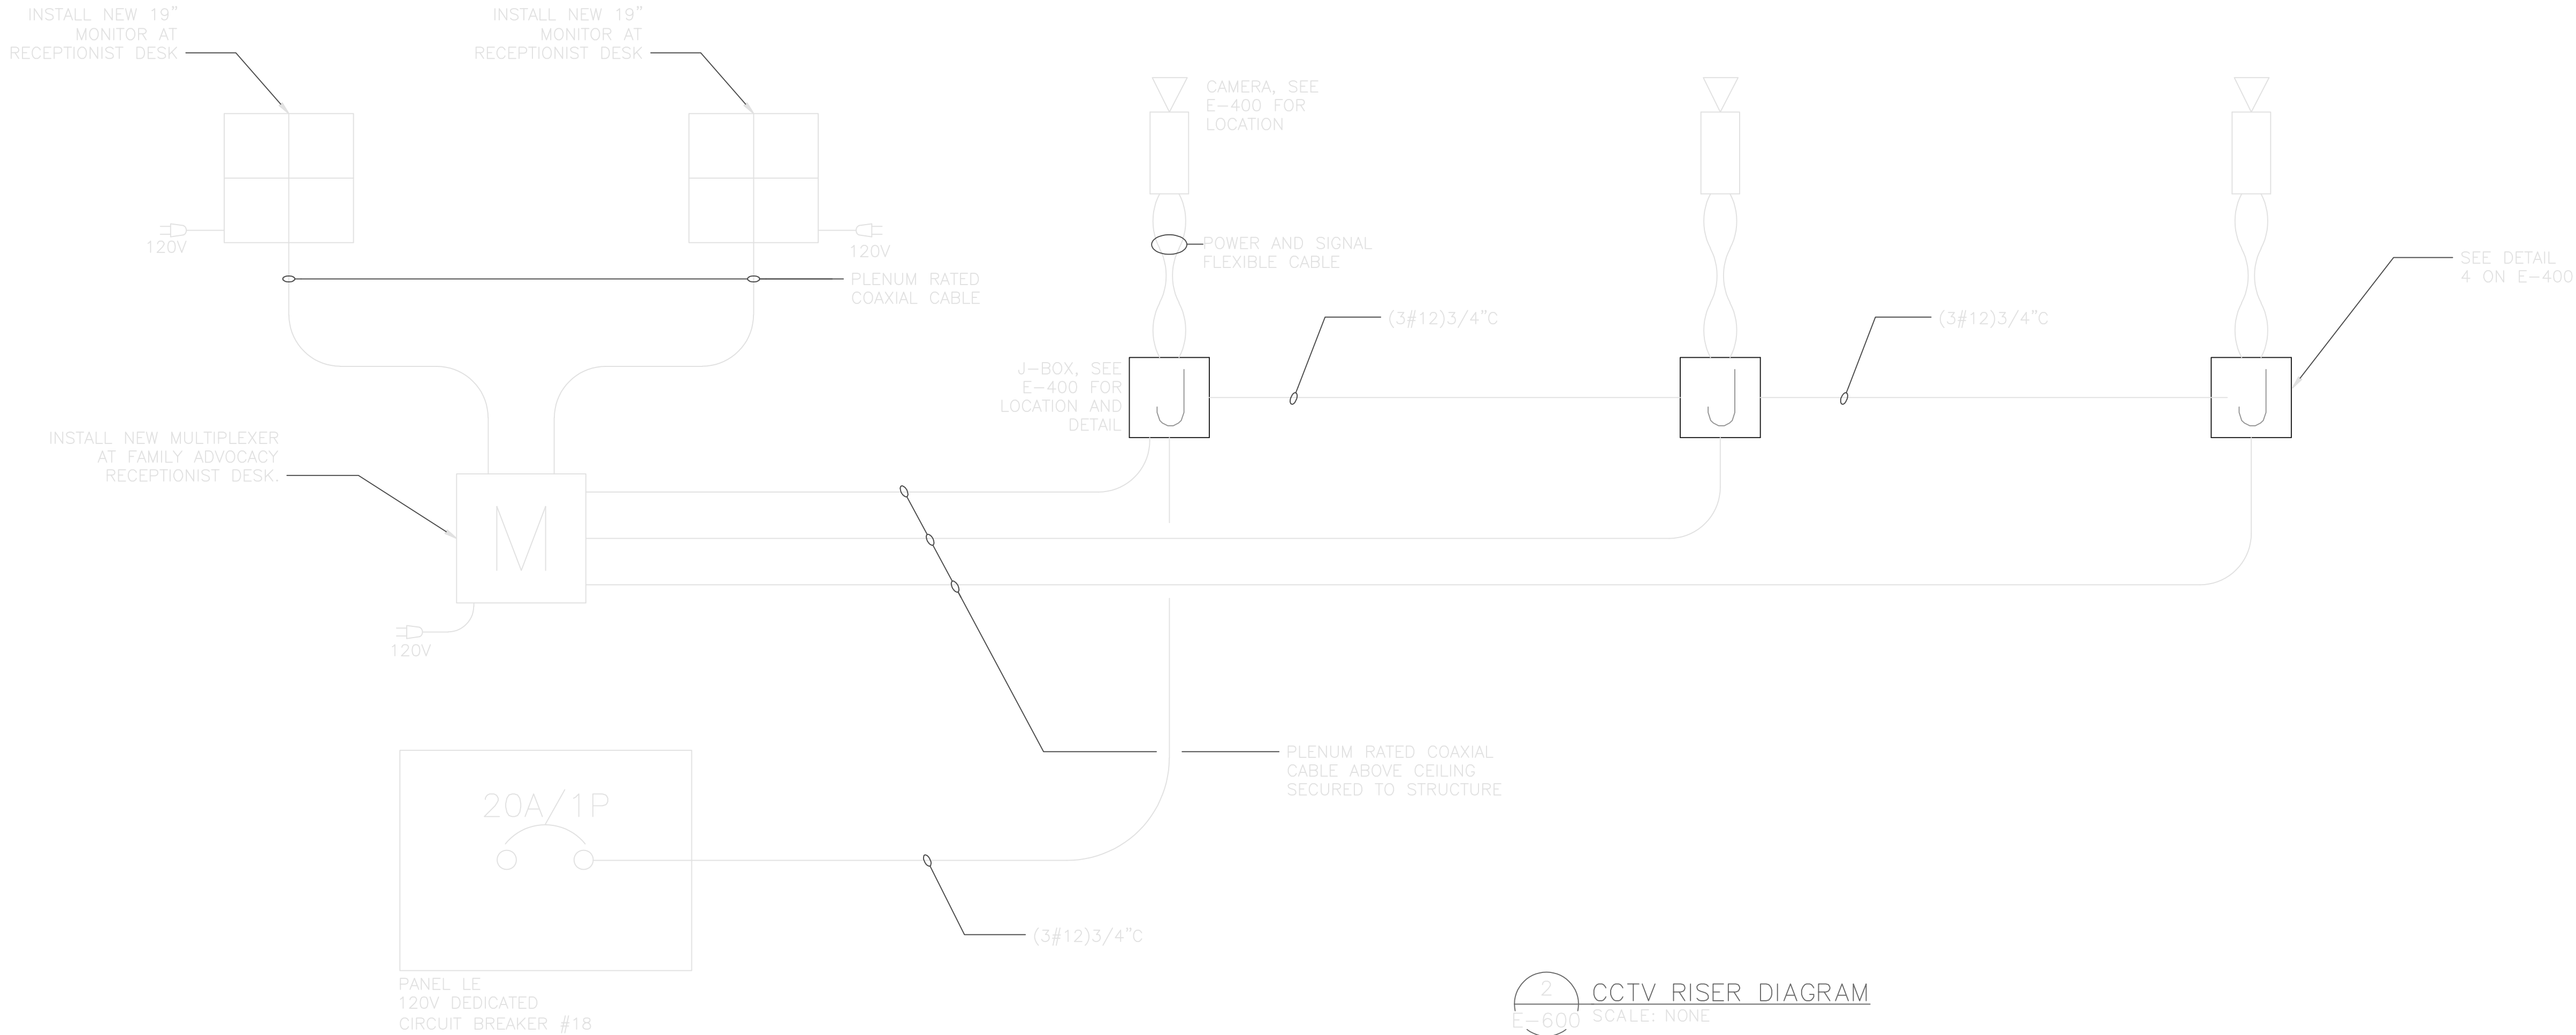 INSTALL NEW 19"
MONITOR AT
RECEPTIONIST DESK
INSTALL NEW 19"
MONITOR AT
RECEPTIONIST DESK
CAMERA, SEE
E-400 FOR
LOCATION
120V
120V
PLENUM RATED
COAXIAL CABLE
POWER AND SIGNAL
FLEXIBLE CABLE
SEE DETAIL
4 ON E-400
(3#12)3/4"C
(3#12)3/4"C
J-BOX, SEE
E-400 FOR
LOCATION AND
DETAIL
J
J
J
INSTALL NEW MULTIPLEXER
AT FAMILY ADVOCACY
RECEPTIONIST DESK.
M
120V
PLENUM RATED COAXIAL
CABLE ABOVE CEILING
SECURED TO STRUCTURE
20A/1P
(3#12)3/4"C
PANEL LE
120V DEDICATED
CIRCUIT BREAKER #18
2
E-600
CCTV RISER DIAGRAM
SCALE: NONE